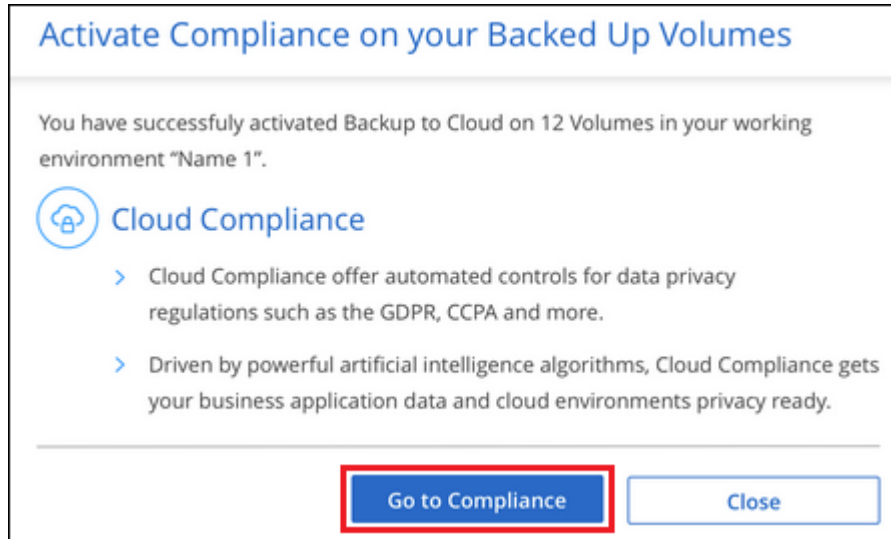 Activate Compliance on your Backed Up Volumes
You have successfuly activated Backup to Cloud on 12 Volumes in your working
environment “Name 1”.
Cloud Compliance
> Cloud Compliance offer automated controls for data privacy
regulations such as the GDPR, CCPA and more.
> Driven by powerful artificial intelligence algorithms, Cloud Compliance gets
your business application data and cloud environments privacy ready.
Go to Compliance
Close